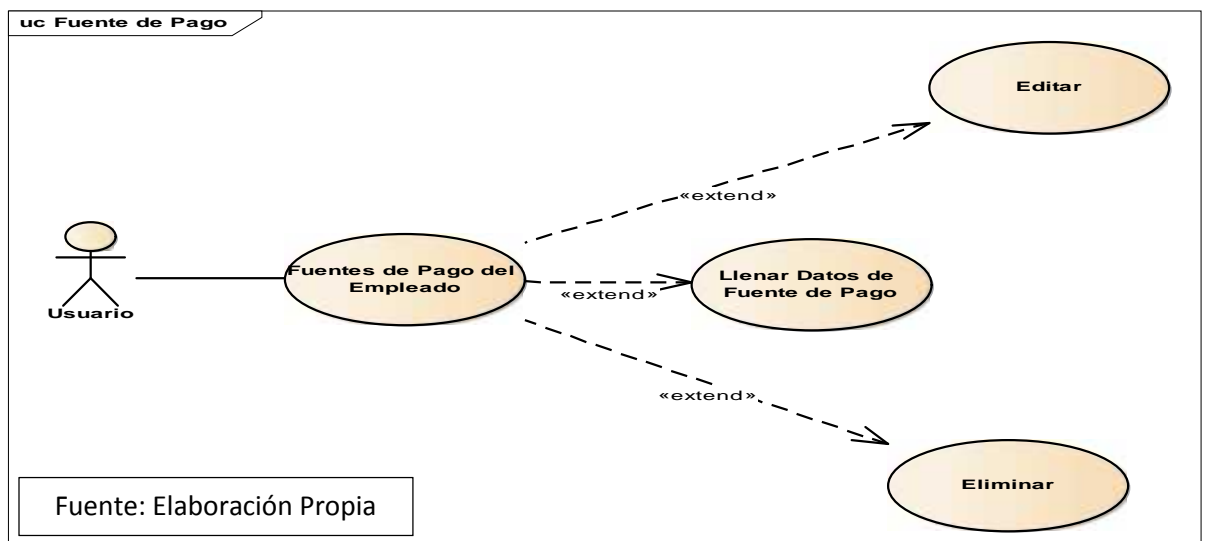 uc Fuente de Pago
Editar
«extend»
Fuentes de Pago del
Empleado
Llenar Datos de
Fuente de Pago
«extend»
Usuario
«extend»
Eliminar
Fuente: Elaboración Propia